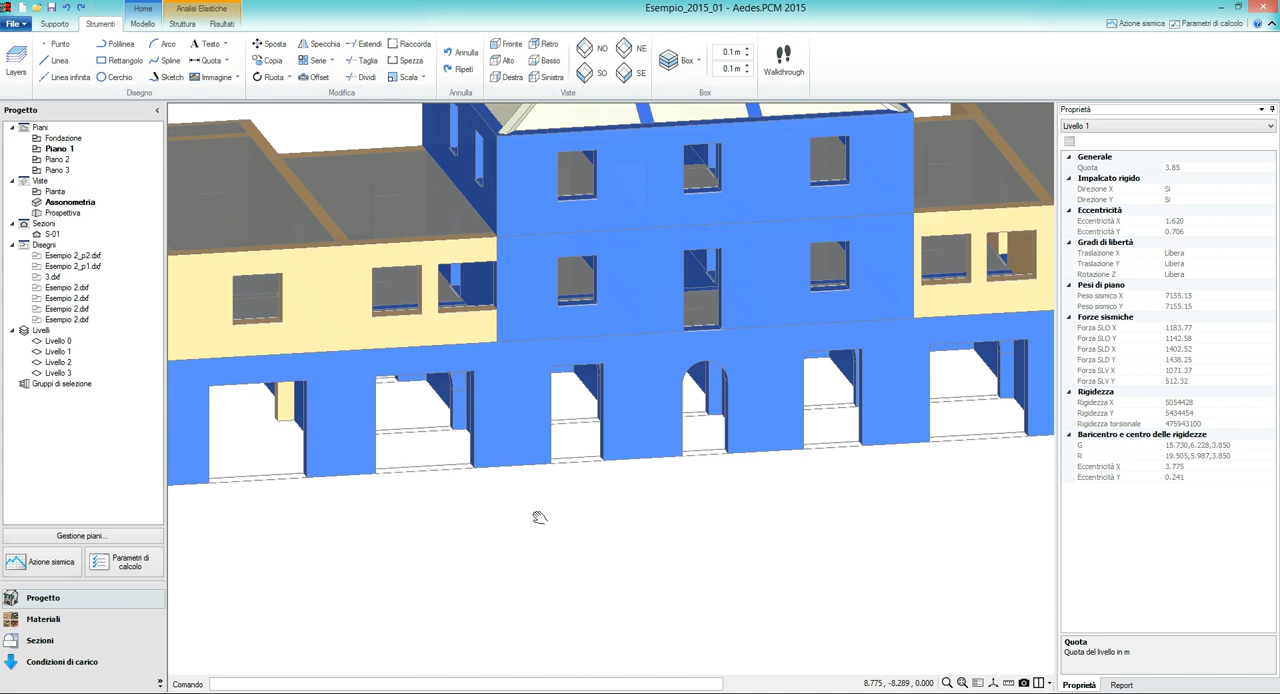 Esempio_2015_01 - Aedes.PCM 2015
Home
Analisi Elastiche
File
Supporto
Strumenti
Modello
Struttura
Risultati
Azione sismica
Parametri di calcolo
Layers
Punto
Linea
Linea infinita
Polilinea
Rettangolo
Cerchio
Arco
Spline
Sketch
Testo
Quota
Immagine
Disegno
Sposta
Copia
Ruota
Specchia
Serie
Offset
Estendi
Taglia
Dividi
Raccorda
Spezza
Scala
Modifica
Annulla
Ripeti
Annulla
Fronte
Alto
Destra
Retro
Basso
Sinistra
NO
SO
NE
SE
Viste
Box
0.1 m
0.1 m
Box
Walkthrough
Progetto
Piani
Fondazione
Piano 1
Piano 2
Piano 3
Viste
Pianta
Assonometria
Prospettiva
Sezioni
S-01
Disegni
Esempio 2_p2.dxf
Esempio 2_p1.dxf
3.dxf
Esempio 2.dxf
Esempio 2.dxf
Esempio 2.dxf
Esempio 2.dxf
Livelli
Livello 0
Livello 1
Livello 2
Livello 3
Gruppi di selezione
Gestione piani...
Azione sismica
Parametri di
calcolo
Progetto
Materiali
Sezioni
Condizioni di carico
Comando
8.775, -8.289, 0.000
Proprietà
Livello 1
Generale
Quota 3.85
Impalcato rigido
Direzione X Si
Direzione Y Si
Eccentricità
Eccentricità X 1.620
Eccentricità Y 0.706
Gradi di libertà
Traslazione X Libera
Traslazione Y Libera
Rotazione Z Libera
Pesi di piano
Peso sismico X 7155.15
Peso sismico Y 7155.15
Forze sismiche
Forza SLO X 1183.77
Forza SLO Y 1142.58
Forza SLD X 1402.52
Forza SLD Y 1438.25
Forza SLV X 1071.37
Forza SLV Y 512.32
Rigidezza
Rigidezza X 5054428
Rigidezza Y 5434454
Rigidezza torsionale 475943100
Baricentro e centro delle rigidezze
G 15.730,6.228,3.850
R 19.505,5.987,3.850
Eccentricità X 3.775
Eccentricità Y 0.241
Quota
Quota del livello in m
Proprietà
Report